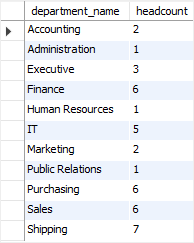 department_name headcount
Accounting 2
Administration 1
Executive 3
Finance 6
Human Resources 1
IT 5
Marketing 2
Public Relations 1
Purchasing 6
Sales 6
Shipping 7